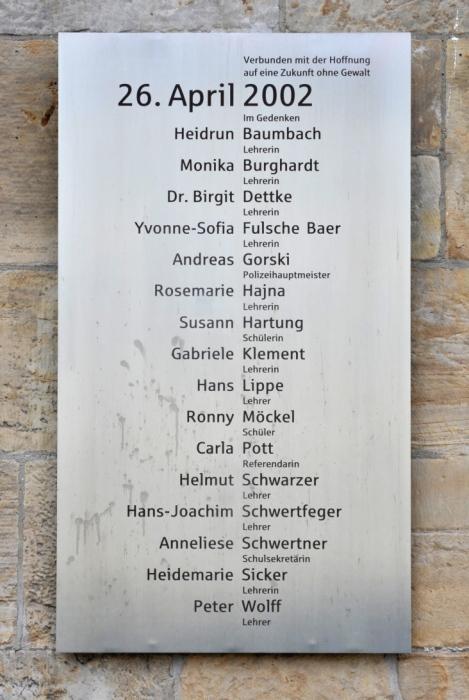 Verbunden mit der Hoffnung
auf eine Zukunft ohne Gewalt
26. April 2002
Im Gedenken
Heidrun Baumbach
Lehrerin
Monika Burghardt
Lehrerin
Dr. Birgit Dettke
Lehrerin
Yvonne-Sofia Fulsche Baer
Lehrerin
Andreas Gorski
Polizeihauptmeister
Rosemarie Hajna
Lehrerin
Susann Hartung
Schülerin
Gabriele Klement
Lehrerin
Hans Lippe
Lehrer
Ronny Möckel
Schüler
Carla Pott
Referendarin
Helmut Schwarzer
Lehrer
Hans-Joachim Schwertfeger
Lehrer
Anneliese Schwertner
Schulsekretärin
Heidemarie Sicker
Lehrerin
Peter Wolff
Lehrer